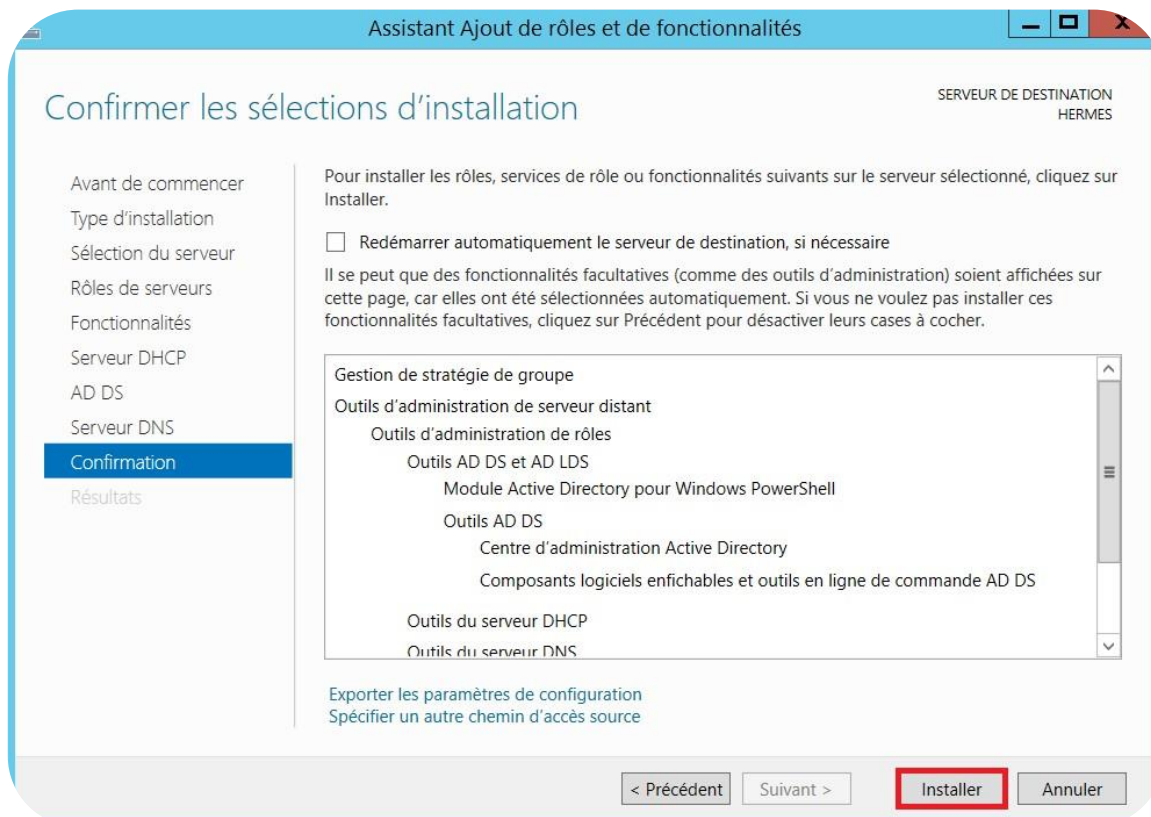 Assistant Ajout de rôles et de fonctionnalités
Confirmer les sélections d'installation
SERVEUR DE DESTINATION
HERMES
Avant de commencer
Type d'installation
Sélection du serveur
Rôles de serveurs
Fonctionnalités
Serveur DHCP
AD DS
Serveur DNS
Confirmation
Résultats
Pour installer les rôles, services de rôle ou fonctionnalités suivants sur le serveur sélectionné, cliquez sur
Installer.
Redémarrer automatiquement le serveur de destination, si nécessaire
Il se peut que des fonctionnalités facultatives (comme des outils d'administration) soient affichées sur
cette page, car elles ont été sélectionnées automatiquement. Si vous ne voulez pas installer ces
fonctionnalités facultatives, cliquez sur Précédent pour désactiver leurs cases à cocher.
Gestion de stratégie de groupe
Outils d'administration de serveur distant
Outils d'administration de rôles
Outils AD DS et AD LDS
Module Active Directory pour Windows PowerShell
Outils AD DS
Centre d'administration Active Directory
Composants logiciels enfichables et outils en ligne de commande AD DS
Outils du serveur DHCP
Outils du serveur DNS
Exporter les paramètres de configuration
Spécifier un autre chemin d'accès source
< Précédent
Suivant >
Installer
Annuler